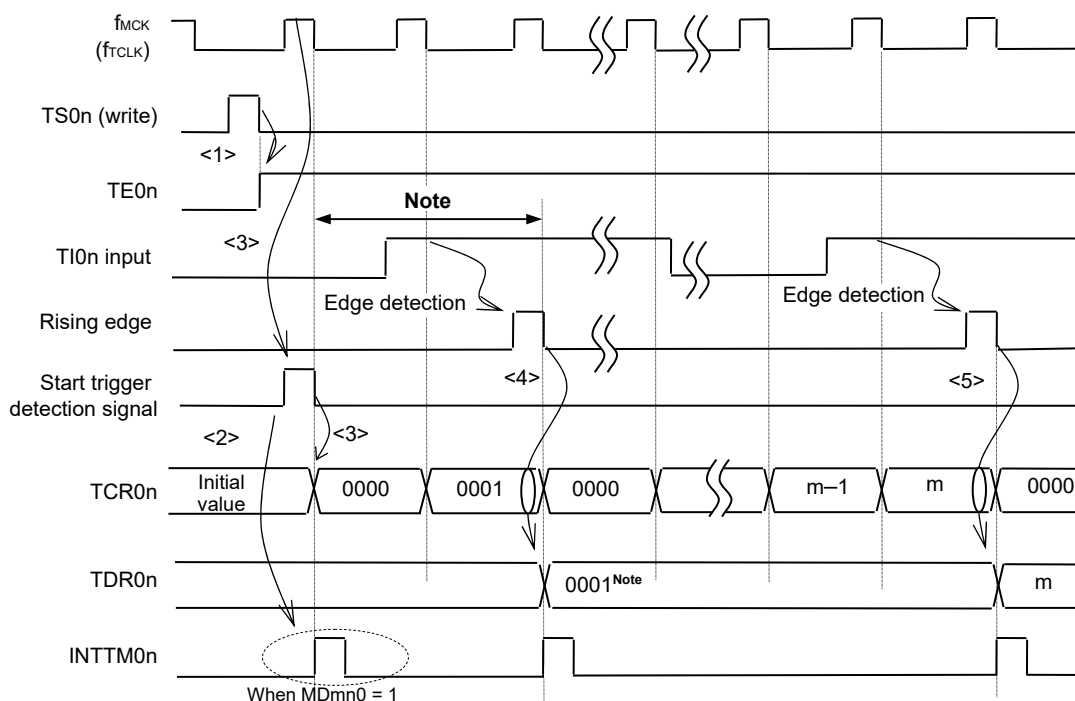 fMCK
(fTCLK)
TS0n (write)
<1>
TE0n
Note
<3>
TI0n input
Edge detection
Edge detection
Rising edge
<4>
<5>
Start trigger
detection signal
<2>
<3>
TCR0n
Initial
value
0000
0001
0000
m–1
m
0000
TDR0n
0001Note
m
INTTM0n
When MDmn0 = 1